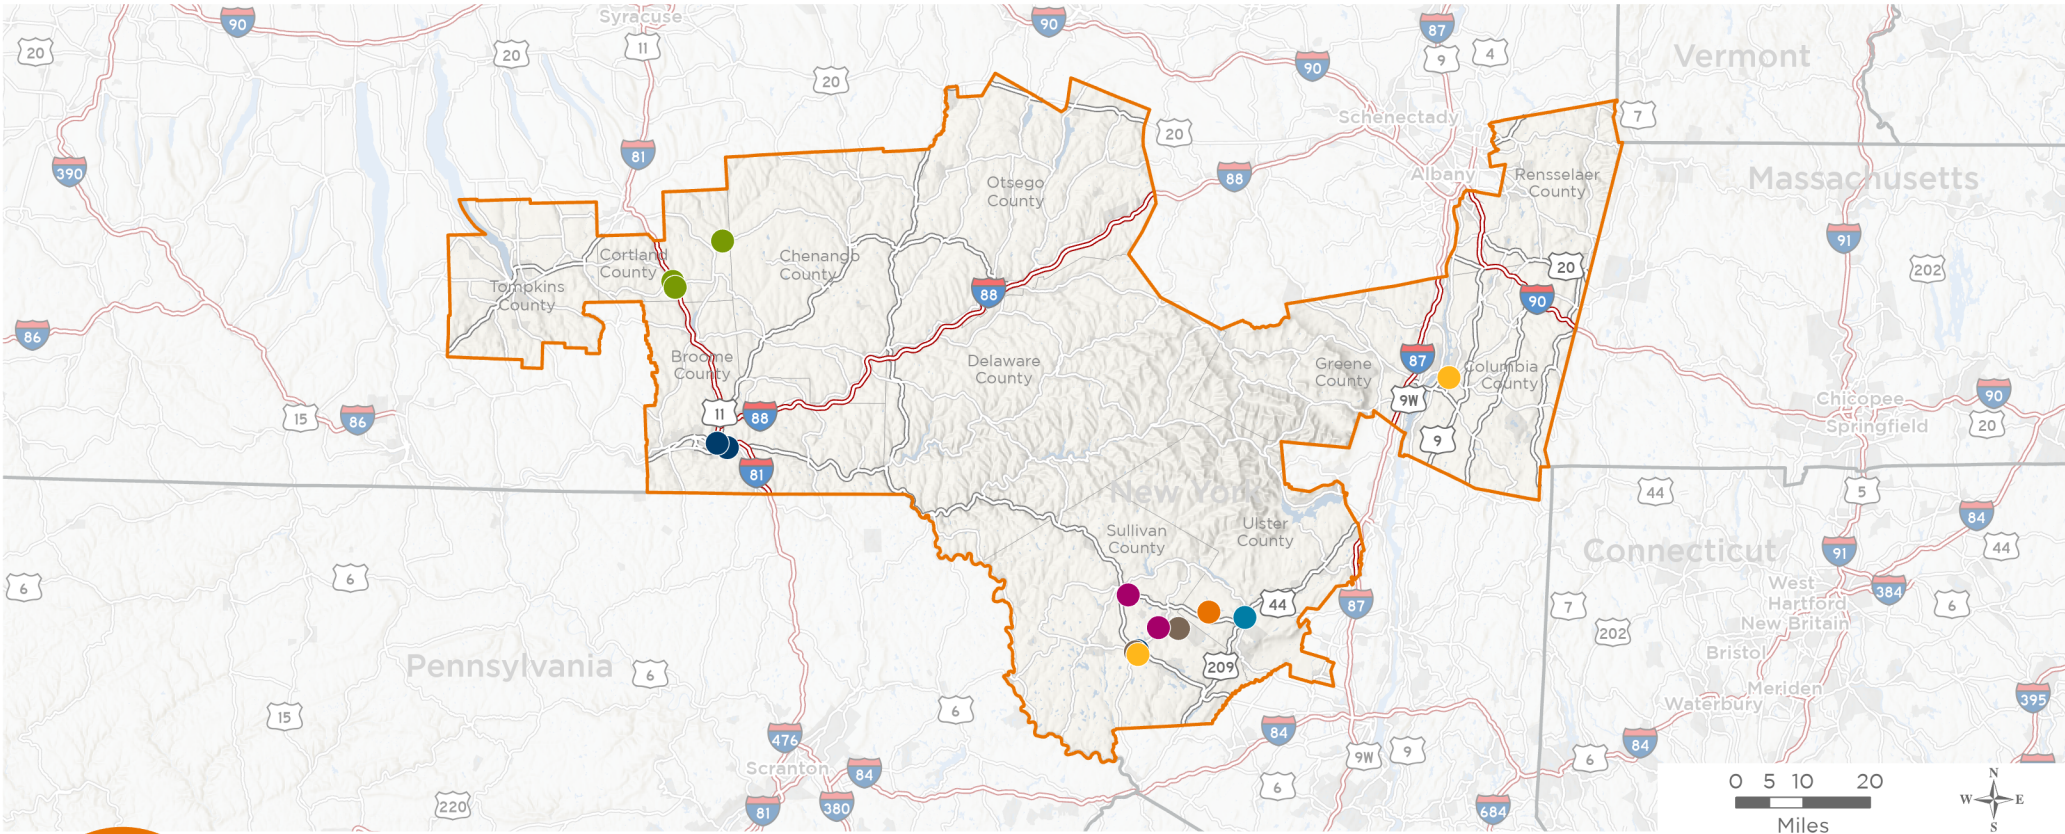 Syracuse
90
90
87
11
9
4
20
20
20
90
Vermont
Schenectady
7
20
81
390
88
Albany
Rensselaer
County
Massachusetts
Otsego
County
91
Cortland
County
Chenango
County
20
202
Tompkins
County
88
90
86
Broome
County
Delaware
County
Greene
County
87
Columbia
County
9W
90
Chicopee
Springfield
20
15
86
11
88
9
81
New York
44
5
84
Sullivan
County
Ulster
County
91
44
Connecticut
6
6
West
Hartford
New Britain
384
6
44
87
7
202
Bristol
Pennsylvania
6
209
Meriden
Waterbury
395
15
6
476
84
9W
9
84
6
Scranton
84
6
220
81
380
684
0 5 10 20
Miles
N
W E
S